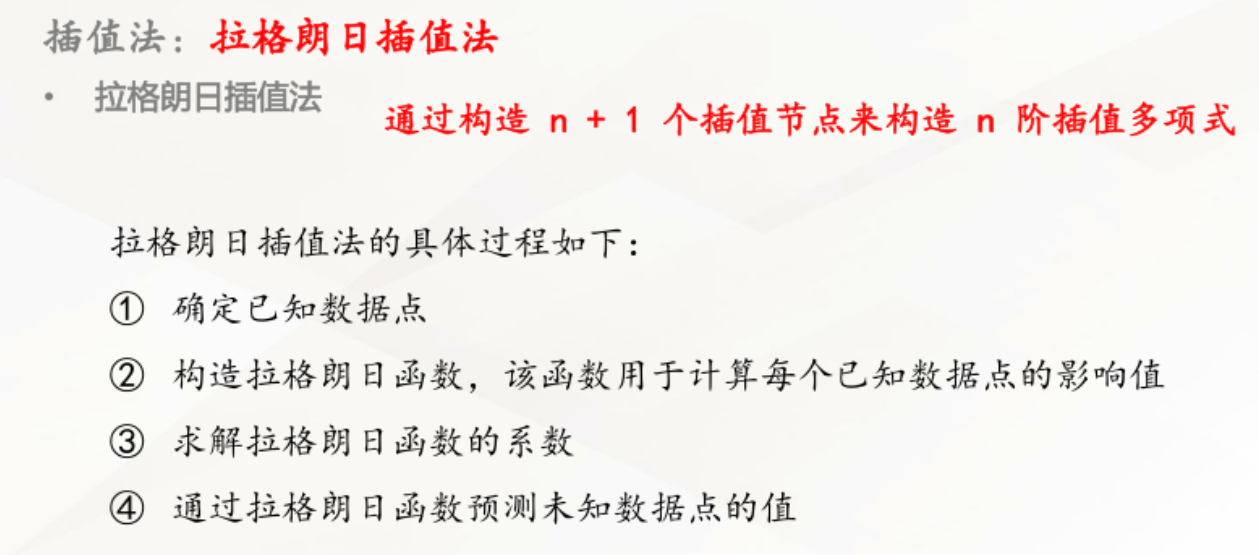 插值法：拉格朗日插值法
• 拉格朗日插值法
通过构造 n + 1 个插值节点来构造 n 阶插值多项式
拉格朗日插值法的具体过程如下：
① 确定已知数据点
② 构造拉格朗日函数，该函数用于计算每个已知数据点的影响值
③ 求解拉格朗日函数的系数
④ 通过拉格朗日函数预测未知数据点的值